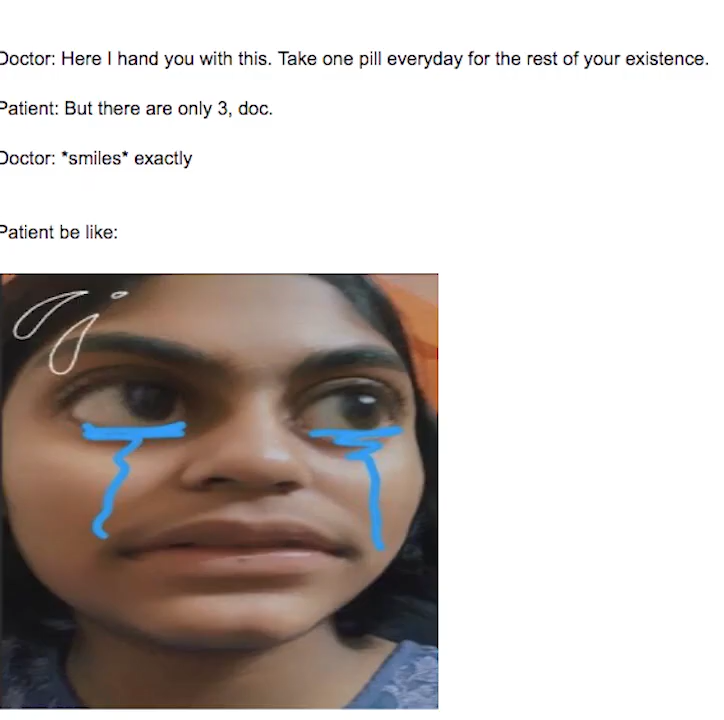 Doctor: Here I hand you with this. Take one pill everyday for the rest of your existence.
Patient: But there are only 3, doc.
Doctor: *smiles* exactly
Patient be like: